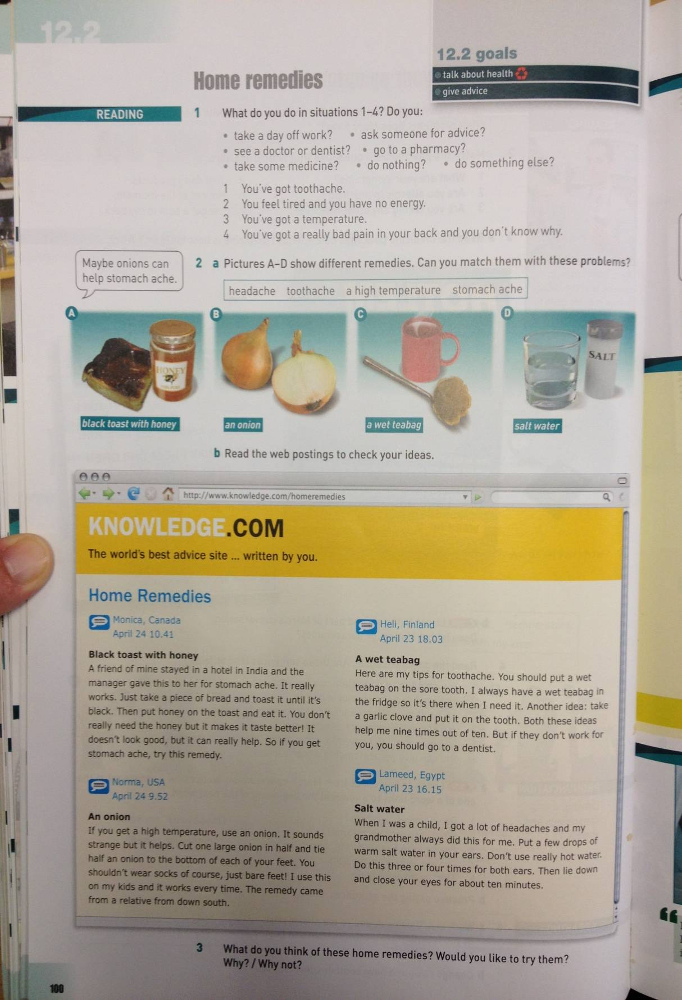 12.2
12.2 goals
talk about health
give advice
Home remedies
READING
1 What do you do in situations 1–4? Do you:
• take a day off work? • ask someone for advice?
• see a doctor or dentist? • go to a pharmacy?
• take some medicine? • do nothing? • do something else?
1 You've got toothache.
2 You feel tired and you have no energy.
3 You've got a temperature.
4 You've got a really bad pain in your back and you don't know why.
Maybe onions can
help stomach ache.
2 a Pictures A–D show different remedies. Can you match them with these problems?
headache toothache a high temperature stomach ache
A
B
C
D
HONEY
SALT
black toast with honey
an onion
a wet teabag
salt water
b Read the web postings to check your ideas.
http://www.knowledge.com/homeremedies
KNOWLEDGE.COM
The world's best advice site ... written by you.
Home Remedies
Monica, Canada
April 24 10.41
Black toast with honey
A friend of mine stayed in a hotel in India and the
manager gave this to her for stomach ache. It really
works. Just take a piece of bread and toast it until it's
black. Then put honey on the toast and eat it. You don't
really need the honey but it makes it taste better! It
doesn't look good, but it can really help. So if you get
stomach ache, try this remedy.
Norma, USA
April 24 9.52
An onion
If you get a high temperature, use an onion. It sounds
strange but it helps. Cut one large onion in half and tie
half an onion to the bottom of each of your feet. You
shouldn't wear socks of course, just bare feet! I use this
on my kids and it works every time. The remedy came
from a relative from down south.
Heli, Finland
April 23 18.03
A wet teabag
Here are my tips for toothache. You should put a wet
teabag on the sore tooth. I always have a wet teabag in
the fridge so it's there when I need it. Another idea: take
a garlic clove and put it on the tooth. Both these ideas
help me nine times out of ten. But if they don't work for
you, you should go to a dentist.
Lameed, Egypt
April 23 16.15
Salt water
When I was a child, I got a lot of headaches and my
grandmother always did this for me. Put a few drops of
warm salt water in your ears. Don't use really hot water.
Do this three or four times for both ears. Then lie down
and close your eyes for about ten minutes.
3 What do you think of these home remedies? Would you like to try them?
Why? / Why not?
100